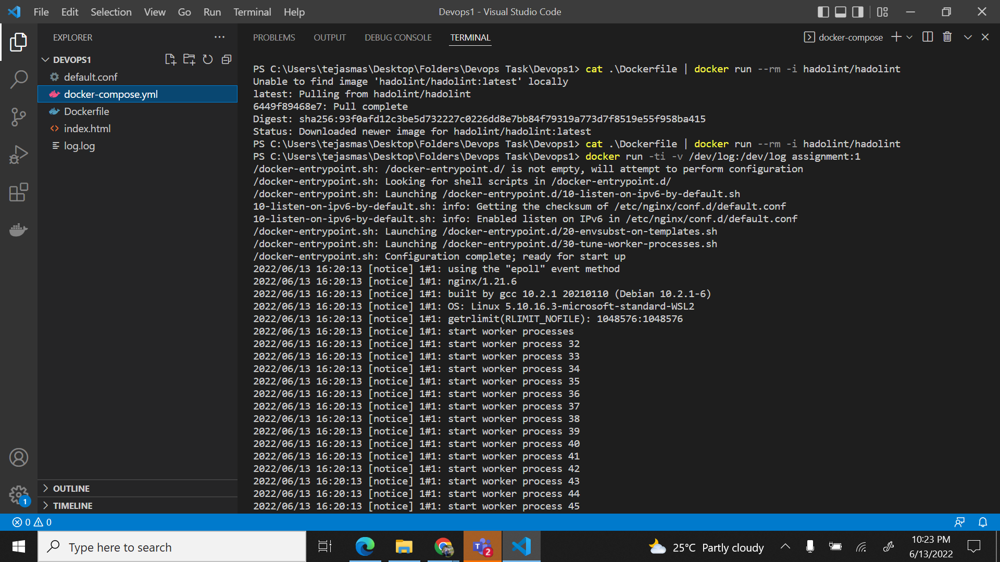 File Edit Selection View Go Run Terminal Help
Devops1 - Visual Studio Code
EXPLORER
DEVOPS1
default.conf
docker-compose.yml
Dockerfile
index.html
log.log
OUTLINE
TIMELINE
1
PROBLEMS OUTPUT DEBUG CONSOLE TERMINAL
docker-compose
PS C:\Users\tejasmas\Desktop\Folders\Devops Task\Devops1> cat .\Dockerfile | docker run --rm -i hadolint/hadolint
Unable to find image 'hadolint/hadolint:latest' locally
latest: Pulling from hadolint/hadolint
6449f89468e7: Pull complete
Digest: sha256:93f0afd12c3be5d732227c0226dd8e7bb84f79319a773d7f8519e55f958ba415
Status: Downloaded newer image for hadolint/hadolint:latest
PS C:\Users\tejasmas\Desktop\Folders\Devops Task\Devops1> cat .\Dockerfile | docker run --rm -i hadolint/hadolint
PS C:\Users\tejasmas\Desktop\Folders\Devops Task\Devops1> docker run -ti -v /dev/log:/dev/log assignment:1
/docker-entrypoint.sh: /docker-entrypoint.d/ is not empty, will attempt to perform configuration
/docker-entrypoint.sh: Looking for shell scripts in /docker-entrypoint.d/
/docker-entrypoint.sh: Launching /docker-entrypoint.d/10-listen-on-ipv6-by-default.sh
10-listen-on-ipv6-by-default.sh: info: Getting the checksum of /etc/nginx/conf.d/default.conf
10-listen-on-ipv6-by-default.sh: info: Enabled listen on IPv6 in /etc/nginx/conf.d/default.conf
/docker-entrypoint.sh: Launching /docker-entrypoint.d/20-envsubst-on-templates.sh
/docker-entrypoint.sh: Launching /docker-entrypoint.d/30-tune-worker-processes.sh
/docker-entrypoint.sh: Configuration complete; ready for start up
2022/06/13 16:20:13 [notice] 1#1: using the "epoll" event method
2022/06/13 16:20:13 [notice] 1#1: nginx/1.21.6
2022/06/13 16:20:13 [notice] 1#1: built by gcc 10.2.1 20210110 (Debian 10.2.1-6)
2022/06/13 16:20:13 [notice] 1#1: OS: Linux 5.10.16.3-microsoft-standard-WSL2
2022/06/13 16:20:13 [notice] 1#1: getrlimit(RLIMIT_NOFILE): 1048576:1048576
2022/06/13 16:20:13 [notice] 1#1: start worker processes
2022/06/13 16:20:13 [notice] 1#1: start worker process 32
2022/06/13 16:20:13 [notice] 1#1: start worker process 33
2022/06/13 16:20:13 [notice] 1#1: start worker process 34
2022/06/13 16:20:13 [notice] 1#1: start worker process 35
2022/06/13 16:20:13 [notice] 1#1: start worker process 36
2022/06/13 16:20:13 [notice] 1#1: start worker process 37
2022/06/13 16:20:13 [notice] 1#1: start worker process 38
2022/06/13 16:20:13 [notice] 1#1: start worker process 39
2022/06/13 16:20:13 [notice] 1#1: start worker process 40
2022/06/13 16:20:13 [notice] 1#1: start worker process 41
2022/06/13 16:20:13 [notice] 1#1: start worker process 42
2022/06/13 16:20:13 [notice] 1#1: start worker process 43
2022/06/13 16:20:13 [notice] 1#1: start worker process 44
2022/06/13 16:20:13 [notice] 1#1: start worker process 45
0 0
Type here to search
T 2
25°C Partly cloudy
10:23 PM
6/13/2022